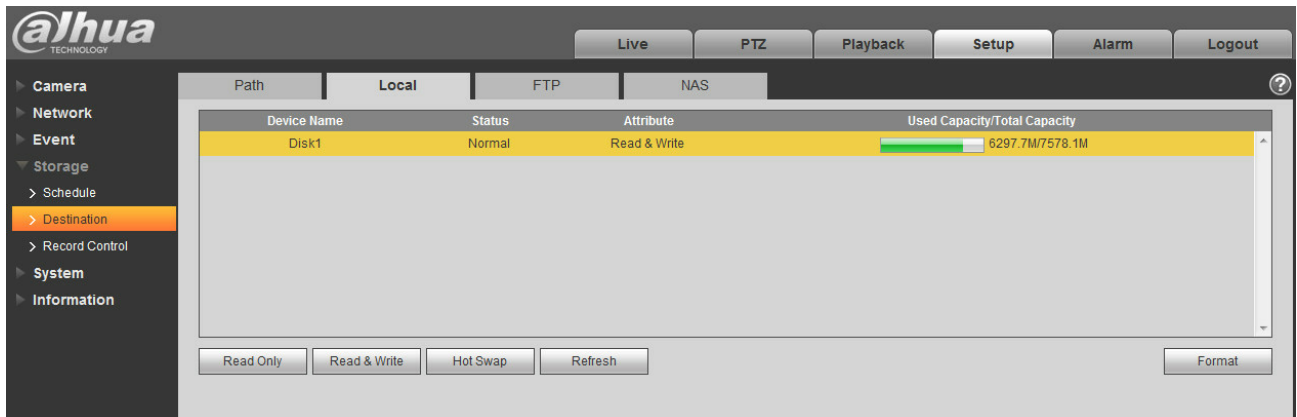 alhua
TECHNOLOGY
Live PTZ Playback Setup Alarm Logout
Camera
Network
Event
Storage
Schedule
Destination
Record Control
System
Information
Path Local FTP NAS ?
Device Name Status Attribute Used Capacity/Total Capacity
Disk1 Normal Read & Write 6297.7M/7578.1M
Read Only Read & Write Hot Swap Refresh Format